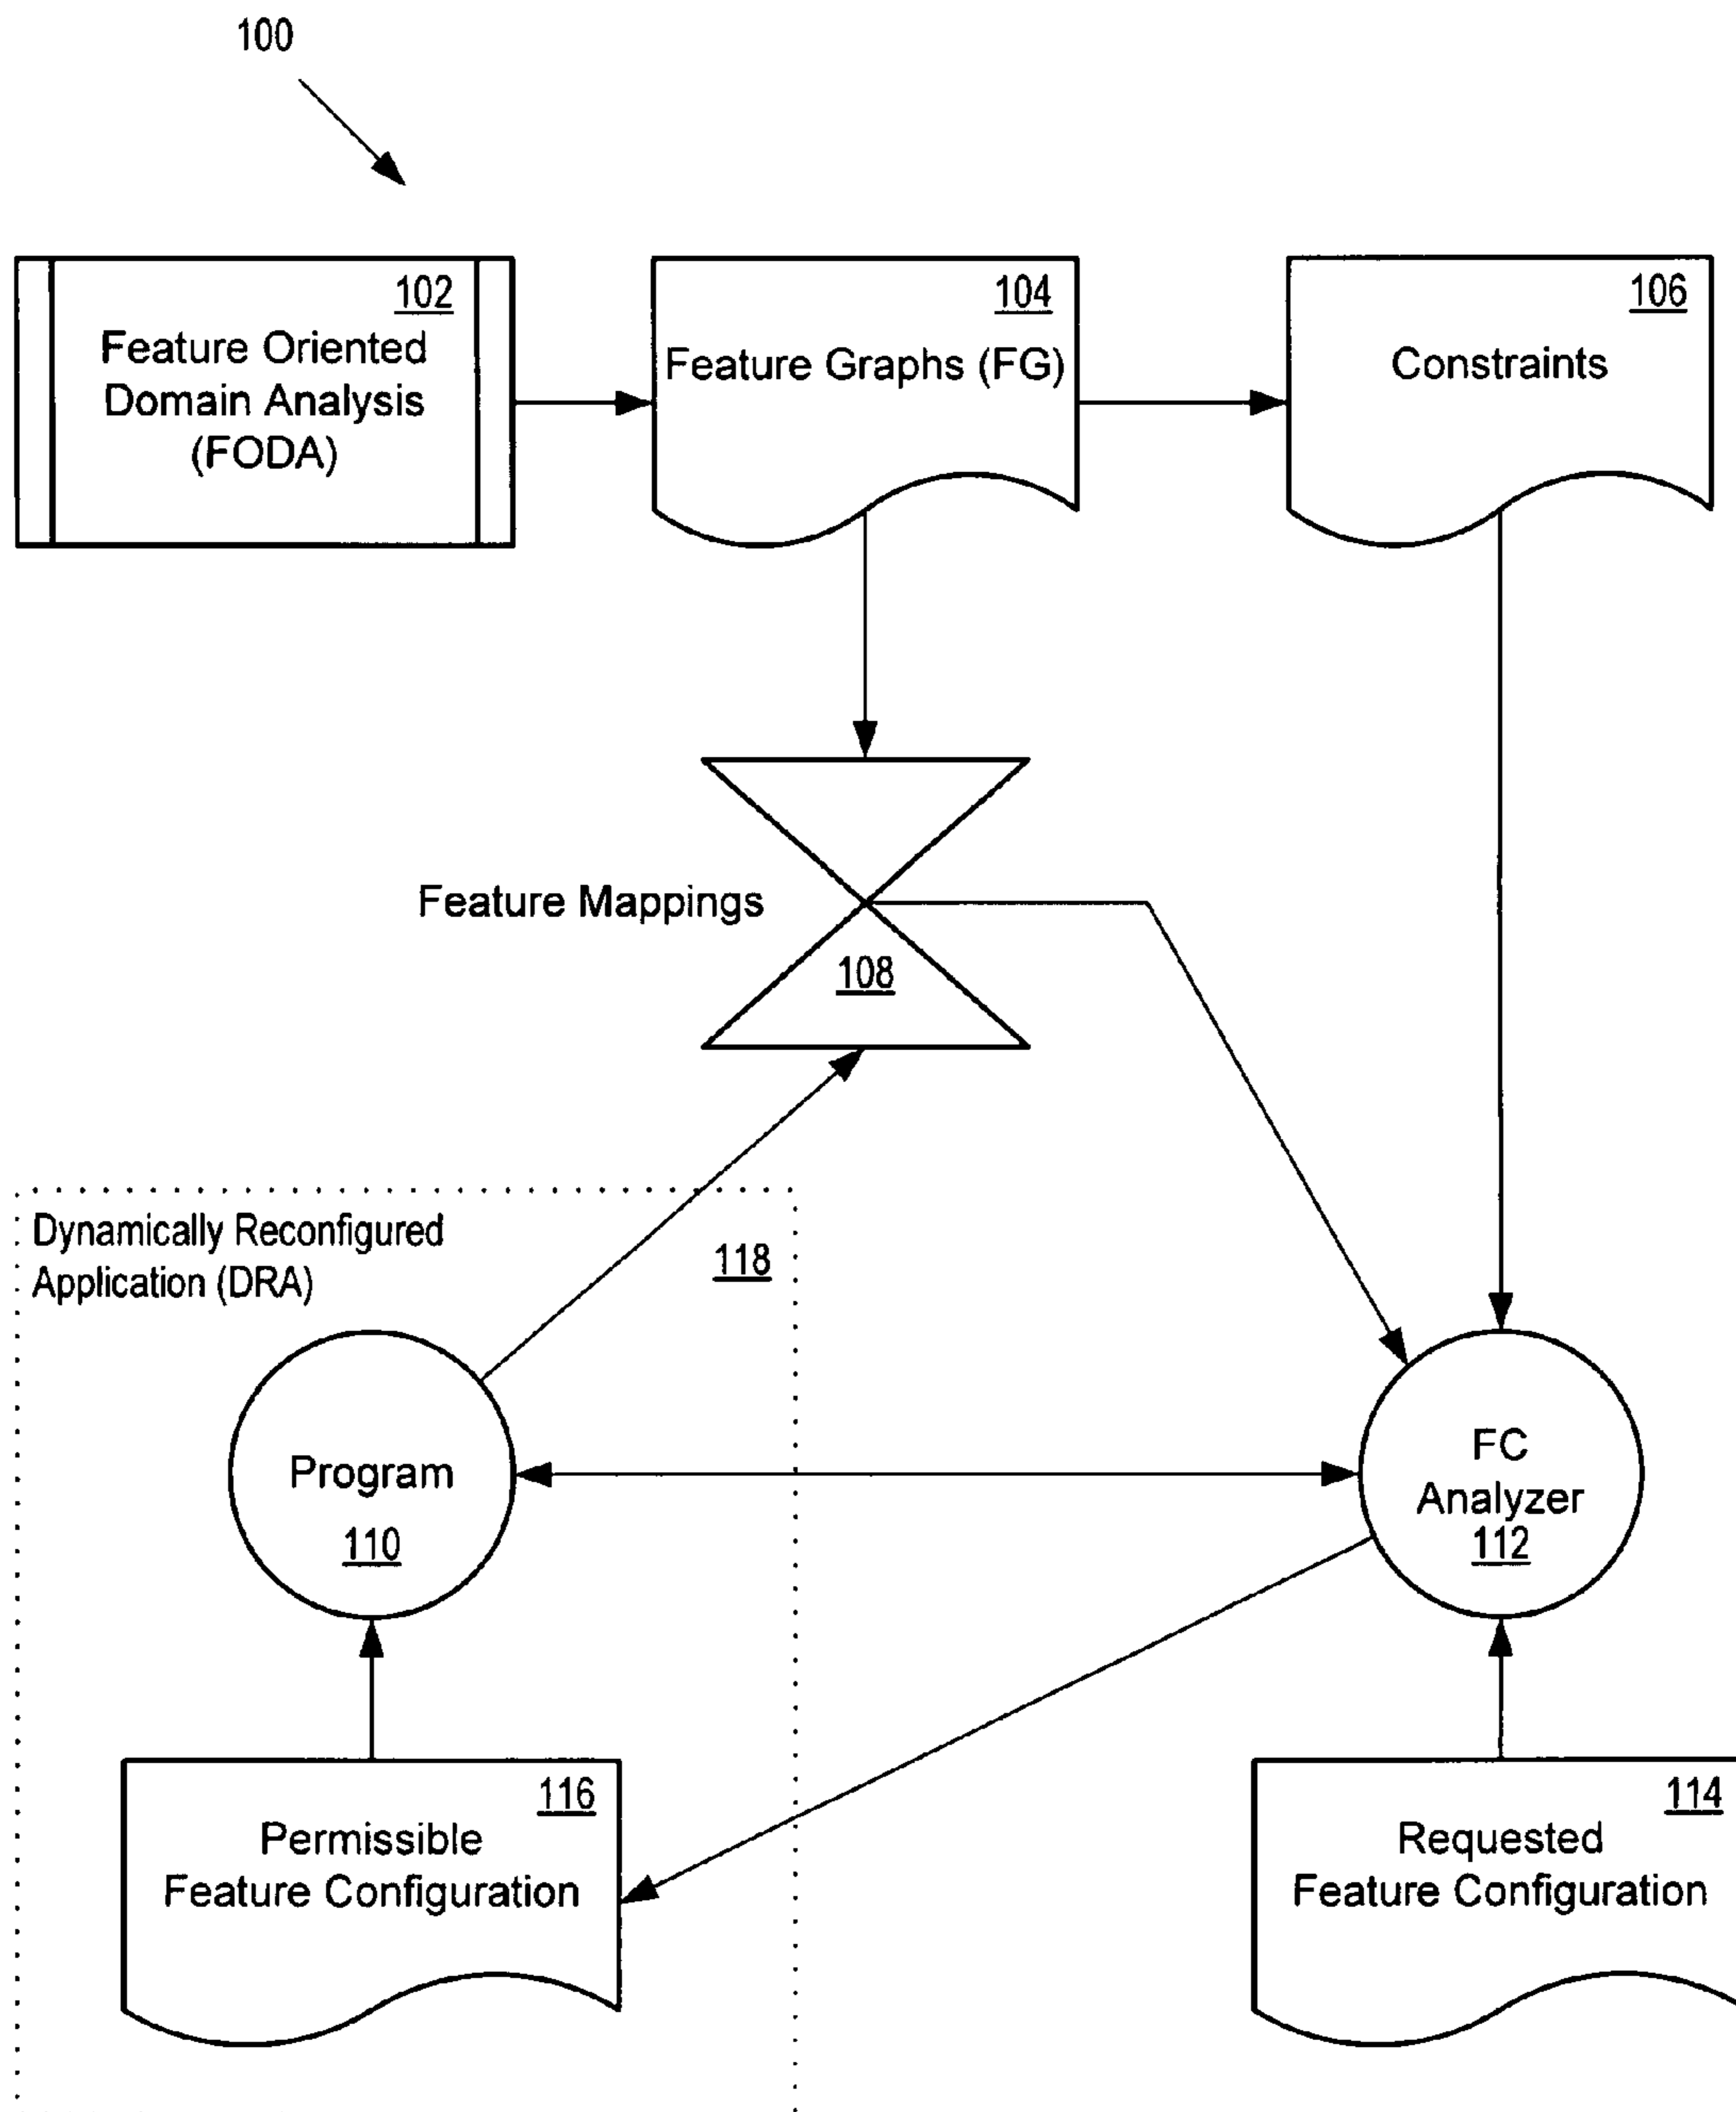 100
102
Feature Oriented
Domain Analysis
(FODA)
104
Feature Graphs (FG)
106
Constraints
Feature Mappings
108
Dynamically Reconfigured
Application (DRA)
118
Program
110
FC
Analyzer
112
116
Permissible
Feature Configuration
114
Requested
Feature Configuration